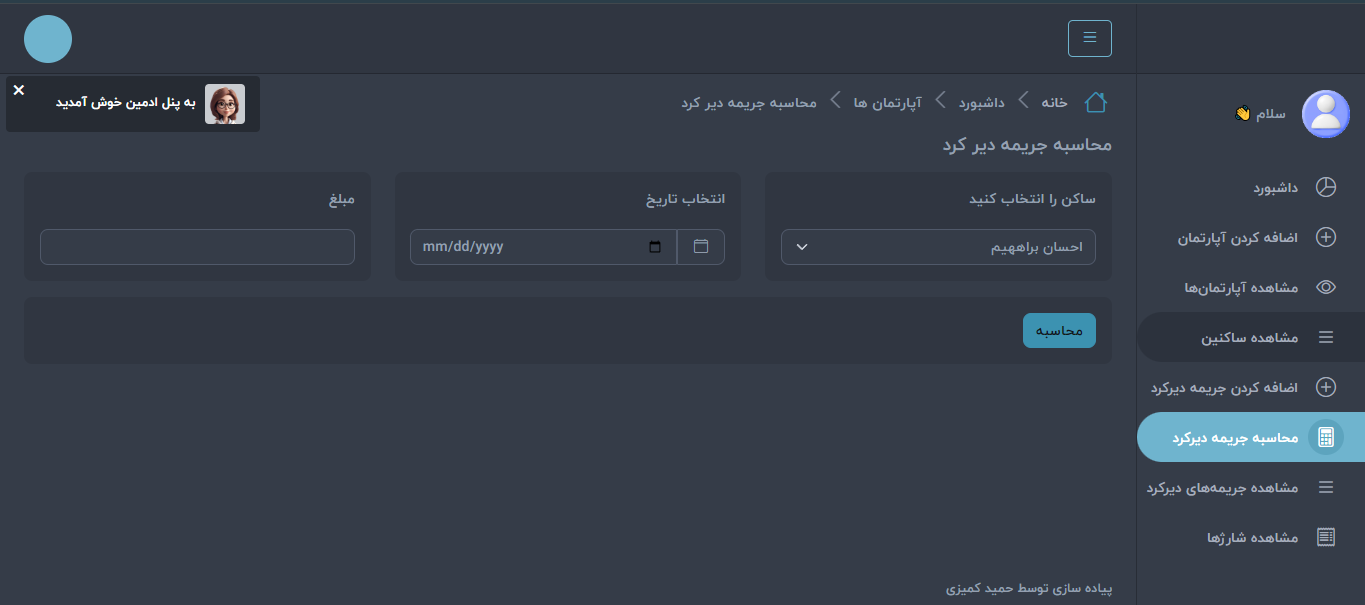 سلام 👋
داشبورد
اضافه کردن آپارتمان
مشاهده آپارتمان‌ها
مشاهده ساکنین
اضافه کردن جریمه دیرکرد
محاسبه جریمه دیرکرد
مشاهده جریمه‌های دیرکرد
مشاهده شارژها
به پنل ادمین خوش آمدید
خانه داشبورد آپارتمان ها محاسبه جریمه دیر کرد
محاسبه جریمه دیر کرد
ساکن را انتخاب کنید
احسان براههیم
انتخاب تاریخ
mm/dd/yyyy
مبلغ
محاسبه
پیاده سازی توسط حمید کمیزی